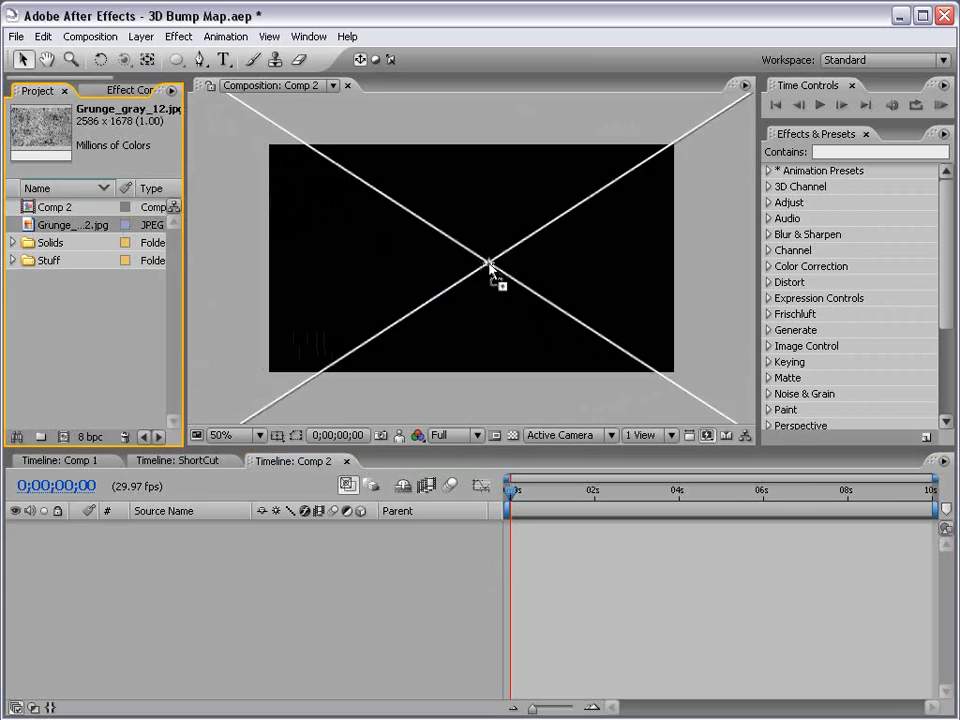 Adobe After Effects - 3D Bump Map.aep *
File Edit Composition Layer Effect Animation View Window Help
Workspace: Standard
Project Effect Cor
Composition: Comp 2
Time Controls
Grunge_gray_12.jpg
2586 x 1678 (1.00)
Millions of Colors
Effects & Presets
Contains:
Name Type
Comp 2 Comp
Grunge_...2.jpg JPEG
Solids Folde
Stuff Folde
* Animation Presets
3D Channel
Adjust
Audio
Blur & Sharpen
Channel
Color Correction
Distort
Expression Controls
Frischluft
Generate
Image Control
Keying
Matte
Noise & Grain
Paint
Perspective
8 bpc
50% 0;00;00;00 Full Active Camera 1 View
Timeline: Comp 1 Timeline: ShortCut Timeline: Comp 2
0;00;00;00 (29.97 fps)
02s 04s 06s 08s 10s
# Source Name Parent